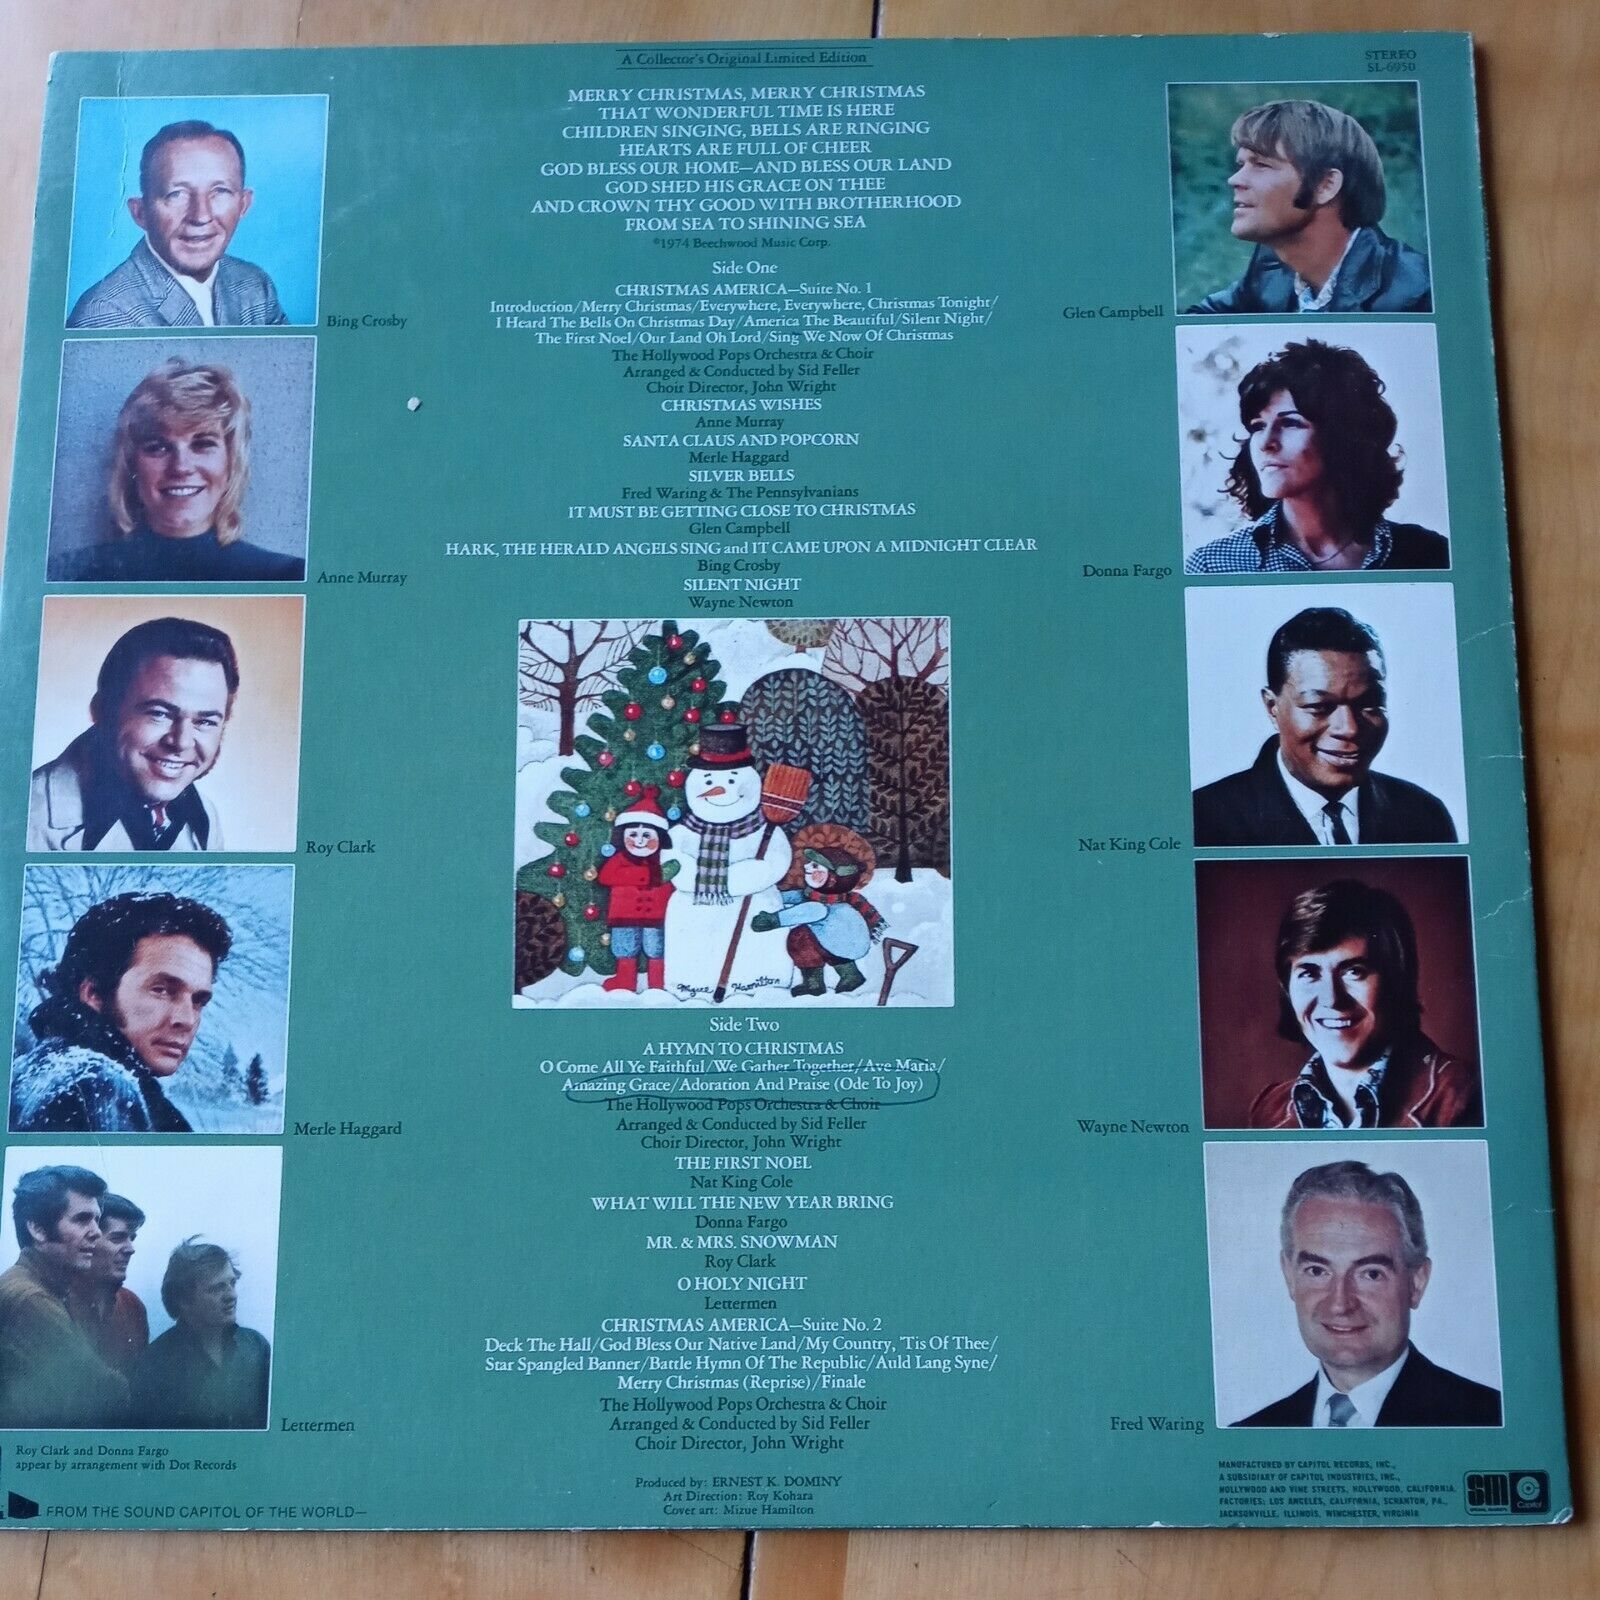 A Collector's Original Limited Edition
STEREO
SL-6950
MERRY CHRISTMAS, MERRY CHRISTMAS
THAT WONDERFUL TIME IS HERE
CHILDREN SINGING, BELLS ARE RINGING
HEARTS ARE FULL OF CHEER
GOD BLESS OUR HOME—AND BLESS OUR LAND
GOD SHED HIS GRACE ON THEE
AND CROWN THY GOOD WITH BROTHERHOOD
FROM SEA TO SHINING SEA
©1974 Beechwood Music Corp.
Side One
CHRISTMAS AMERICA—Suite No. 1
Introduction/Merry Christmas/Everywhere, Everywhere, Christmas Tonight/
I Heard The Bells On Christmas Day/America The Beautiful/Silent Night/
The First Noel/Our Land Oh Lord/Sing We Now Of Christmas
The Hollywood Pops Orchestra & Choir
Arranged & Conducted by Sid Feller
Choir Director, John Wright
CHRISTMAS WISHES
Anne Murray
SANTA CLAUS AND POPCORN
Merle Haggard
SILVER BELLS
Fred Waring & The Pennsylvanians
IT MUST BE GETTING CLOSE TO CHRISTMAS
Glen Campbell
HARK, THE HERALD ANGELS SING and IT CAME UPON A MIDNIGHT CLEAR
Bing Crosby
SILENT NIGHT
Wayne Newton
Mizue Hamilton
Side Two
A HYMN TO CHRISTMAS
O Come All Ye Faithful/We Gather Together/Ave Maria/
Amazing Grace/Adoration And Praise (Ode To Joy)
The Hollywood Pops Orchestra & Choir
Arranged & Conducted by Sid Feller
Choir Director, John Wright
THE FIRST NOEL
Nat King Cole
WHAT WILL THE NEW YEAR BRING
Donna Fargo
MR. & MRS. SNOWMAN
Roy Clark
O HOLY NIGHT
Lettermen
CHRISTMAS AMERICA—Suite No. 2
Deck The Hall/God Bless Our Native Land/My Country, 'Tis Of Thee/
Star Spangled Banner/Battle Hymn Of The Republic/Auld Lang Syne/
Merry Christmas (Reprise)/Finale
The Hollywood Pops Orchestra & Choir
Arranged & Conducted by Sid Feller
Choir Director, John Wright
Produced by: ERNEST K. DOMINY
Art Direction: Roy Kohara
Cover art: Mizue Hamilton
Bing Crosby
Anne Murray
Roy Clark
Merle Haggard
Lettermen
Roy Clark and Donna Fargo
appear by arrangement with Dot Records
FROM THE SOUND CAPITOL OF THE WORLD—
Glen Campbell
Donna Fargo
Nat King Cole
Wayne Newton
Fred Waring
MANUFACTURED BY CAPITOL RECORDS, INC.,
A SUBSIDIARY OF CAPITOL INDUSTRIES, INC.,
HOLLYWOOD AND VINE STREETS, HOLLYWOOD, CALIFORNIA.
FACTORIES: LOS ANGELES, CALIFORNIA, SCRANTON, PA.,
JACKSONVILLE, ILLINOIS, WINCHESTER, VIRGINIA
SM
Capitol